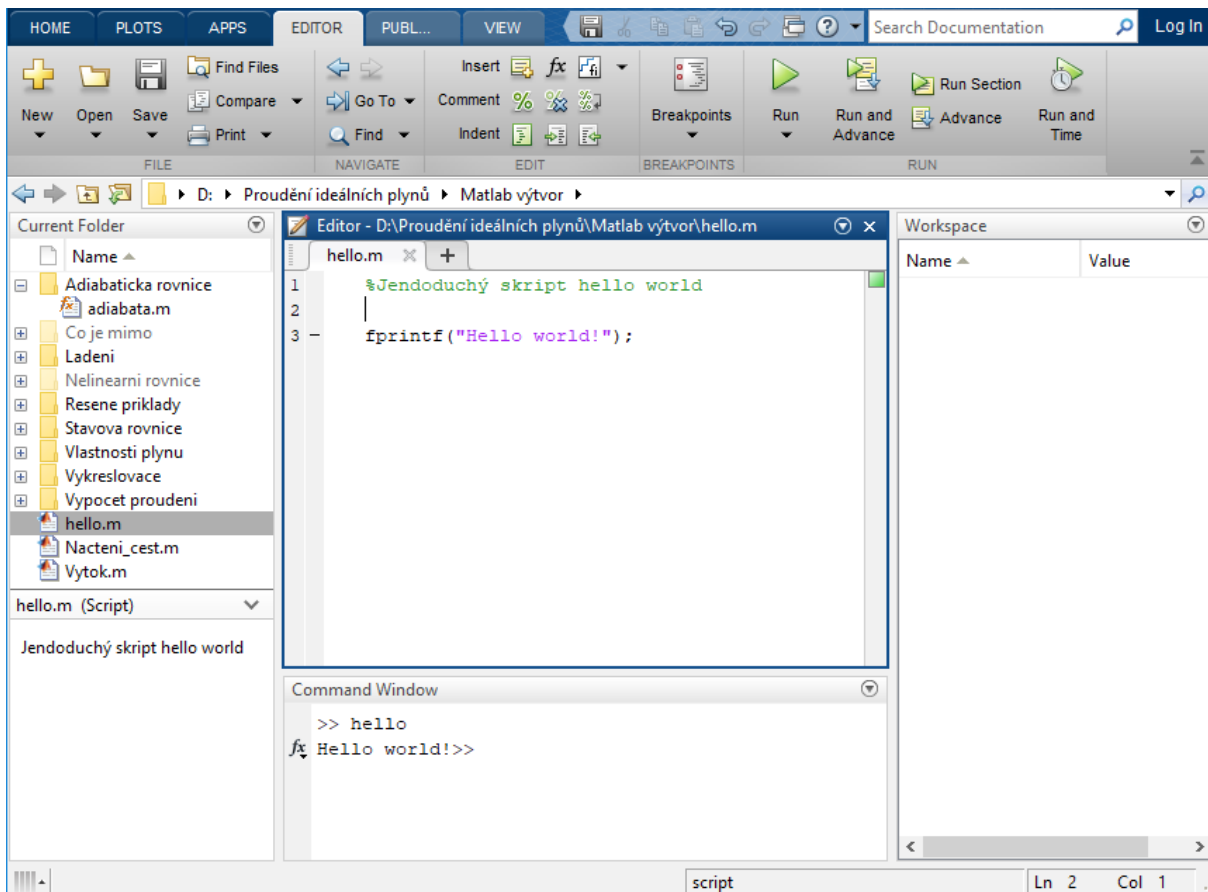 HOME PLOTS APPS EDITOR PUBL... VIEW Search Documentation Log In
New Open Save Find Files Compare Print
FILE
Go To Find
NAVIGATE
Insert fx fi
Comment % % %
Indent
EDIT
Breakpoints
BREAKPOINTS
Run Run and Advance Run Section Advance Run and Time
RUN
D: Proudění ideálních plynů Matlab výtvor
Current Folder
Name
Adiabaticka rovnice
adiabata.m
Co je mimo
Ladeni
Nelinearni rovnice
Resene priklady
Stavova rovnice
Vlastnosti plynu
Vykreslovace
Vypocet proudeni
hello.m
Nacteni_cest.m
Vytok.m
hello.m (Script)
Jendoduchý skript hello world
Editor - D:\Proudění ideálních plynů\Matlab výtvor\hello.m
hello.m +
1 %Jendoduchý skript hello world
2
3 – fprintf("Hello world!");
Command Window
>> hello
fx Hello world!>>
Workspace
Name Value
script Ln 2 Col 1